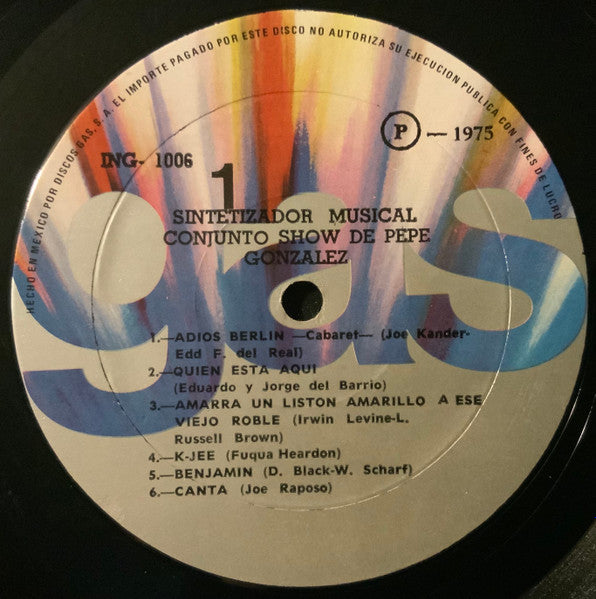 HECHO EN MEXICO POR DISCOS GAS, S. A. EL IMPORTE PAGADO POR ESTE DISCO NO AUTORIZA SU EJECUCION PUBLICA CON FINES DE LUCRO
ING- 1006
1
P — 1975
SINTETIZADOR MUSICAL
CONJUNTO SHOW DE PEPE
GONZALEZ
gas
1.—ADIOS BERLIN —Cabaret— (Joe Kander-
Edd F. del Real)
2.—QUIEN ESTA AQUI
(Eduardo y Jorge del Barrio)
3.—AMARRA UN LISTON AMARILLO A ESE
VIEJO ROBLE (Irwin Levine-L.
Russell Brown)
4.—K-JEE (Fuqua Heardon)
5.—BENJAMIN (D. Black-W. Scharf)
6.—CANTA (Joe Raposo)